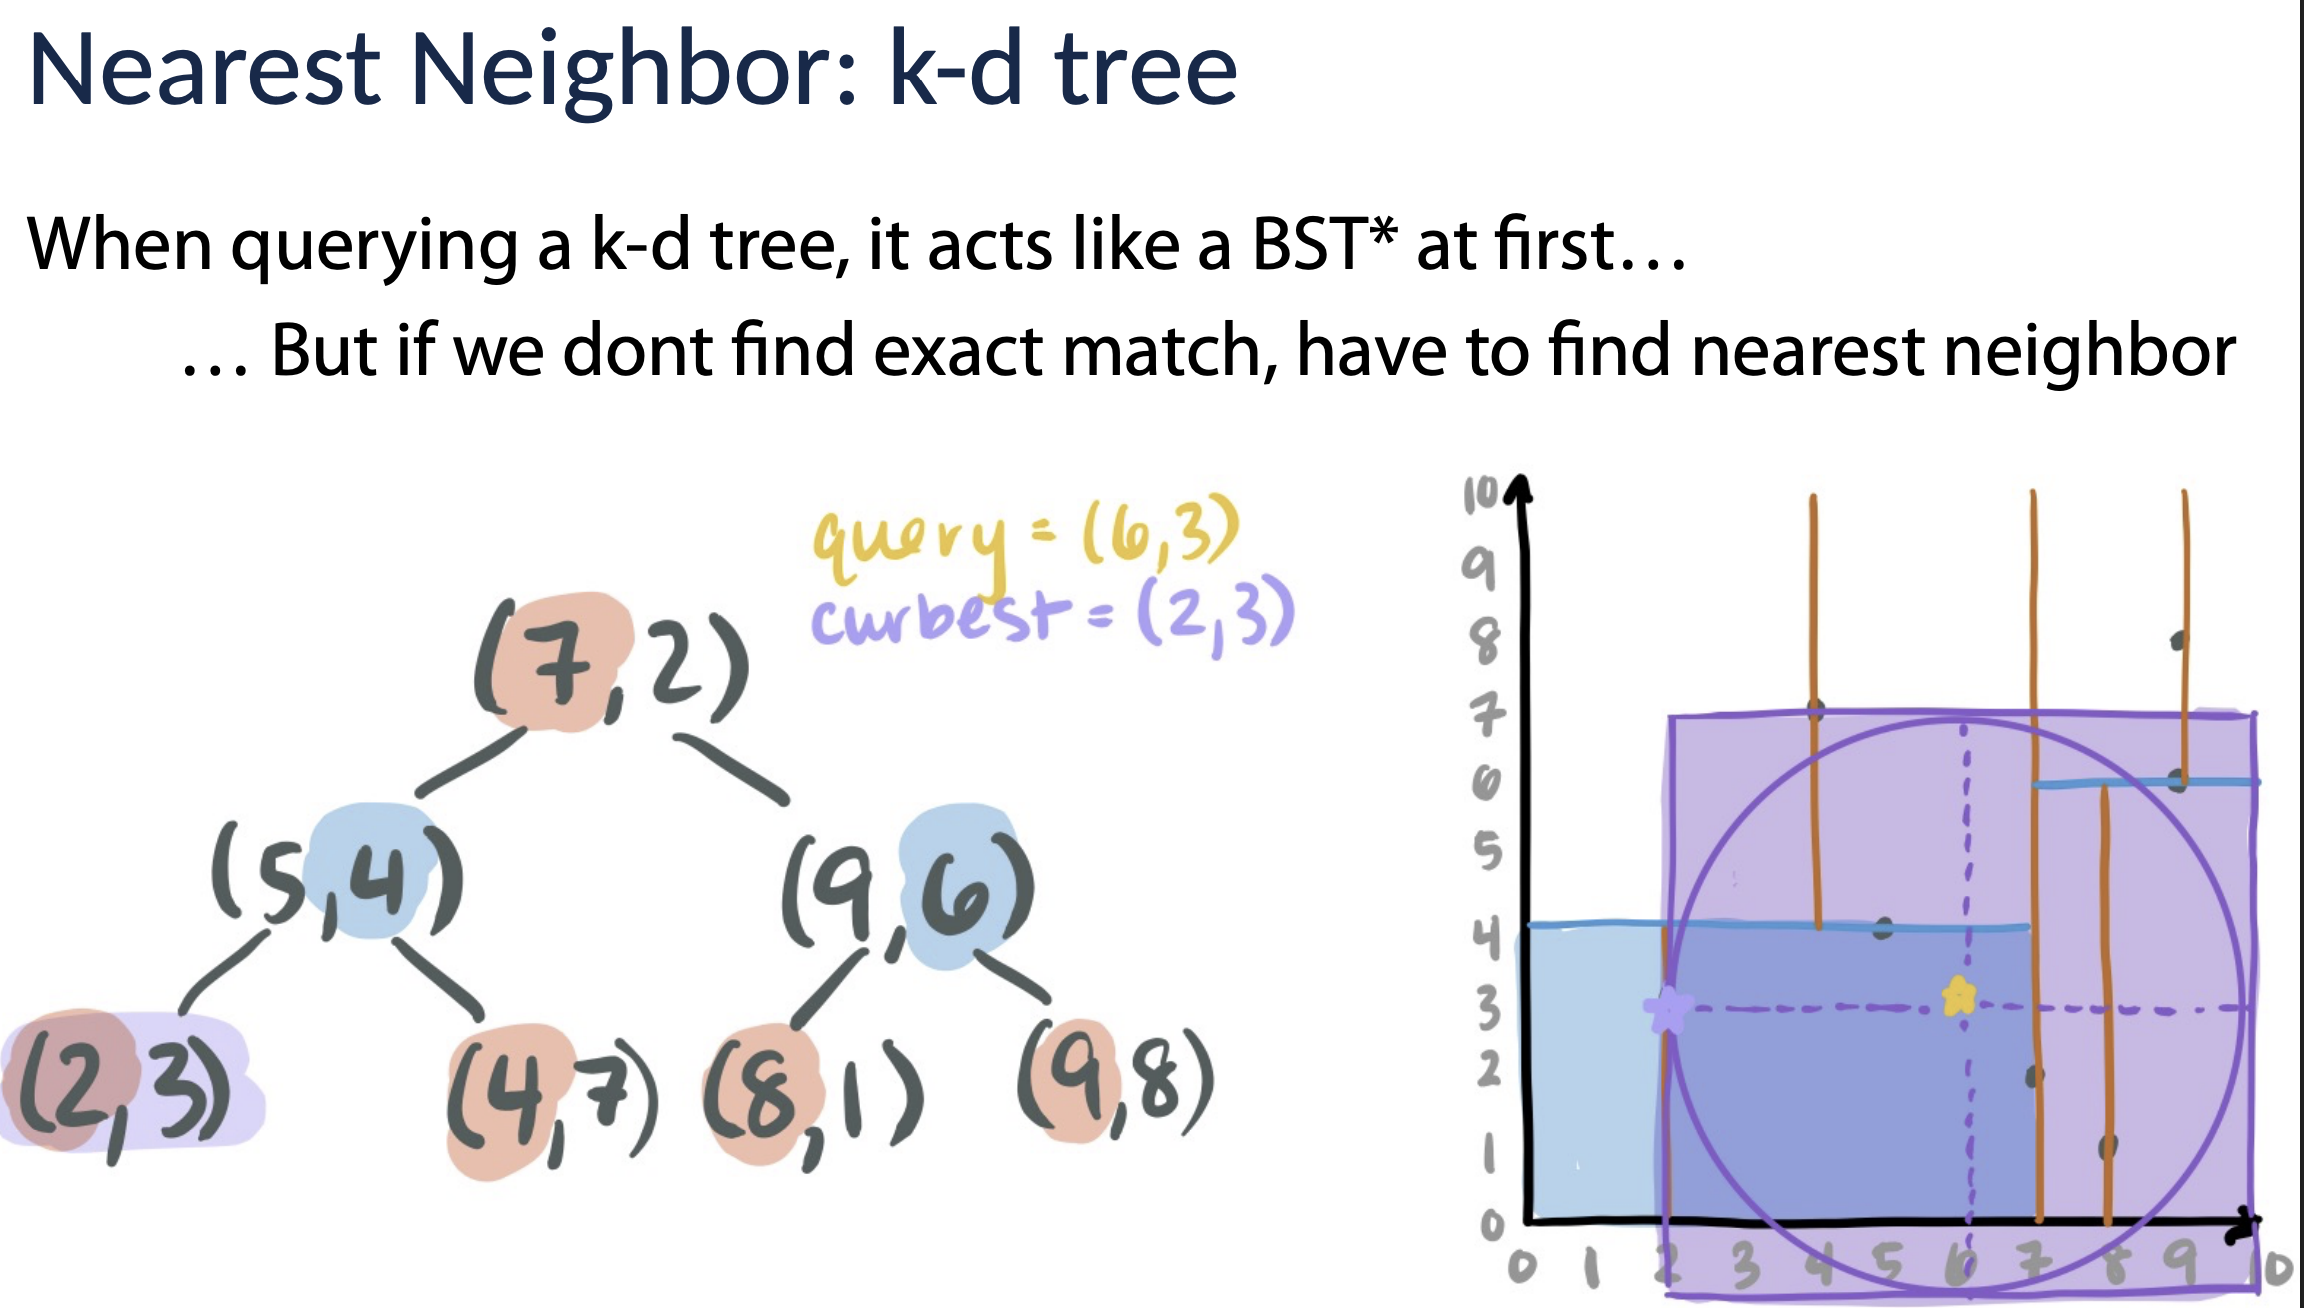 Nearest Neighbor: k-d tree
When querying a k-d tree, it acts like a BST* at first…
… But if we dont find exact match, have to find nearest neighbor
query = (6,3)
curbest = (2,3)
(7,2)
(5,4) (9,6)
(2,3) (4,7) (8,1) (9,8)
10
9
8
7
6
5
4
3
2
1
0
0 1 2 3 4 5 6 7 8 9 10